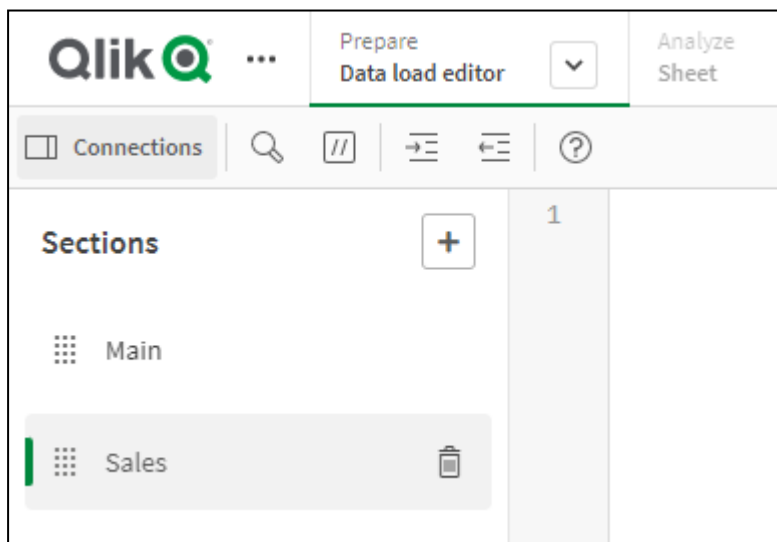 Qlik
Prepare
Data load editor
Analyze
Sheet
Connections
//
?
Sections
+
1
Main
Sales